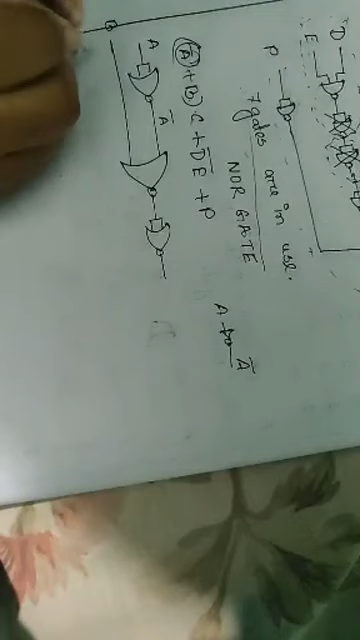 D
E
P
7 gates are in use.
NOR GATE
A Ā
(Ā + B) C + D̅E + P
A Ā
B